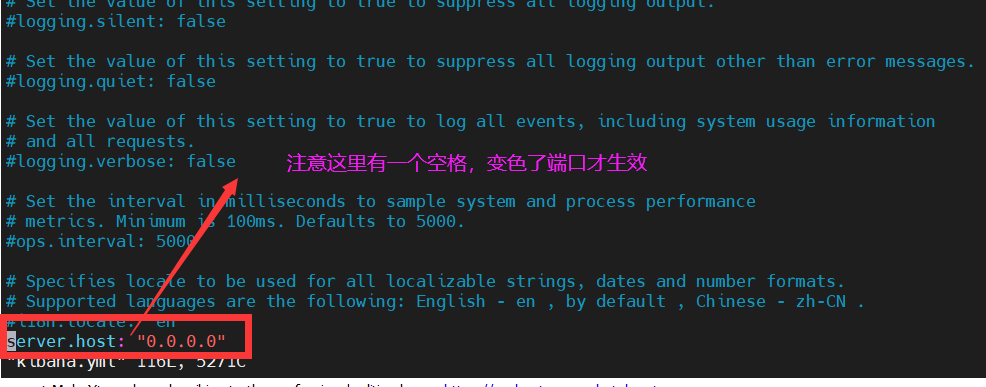 # Set the value of this setting to true to suppress all logging output.
#logging.silent: false
# Set the value of this setting to true to suppress all logging output other than error messages.
#logging.quiet: false
# Set the value of this setting to true to log all events, including system usage information
# and all requests.
#logging.verbose: false
注意这里有一个空格，变色了端口才生效
# Set the interval in milliseconds to sample system and process performance
# metrics. Minimum is 100ms. Defaults to 5000.
#ops.interval: 5000
# Specifies locale to be used for all localizable strings, dates and number formats.
# Supported languages are the following: English - en , by default , Chinese - zh-CN .
#i18n.locale: "en"
server.host: "0.0.0.0"
"kibana.yml" 116L, 5271C